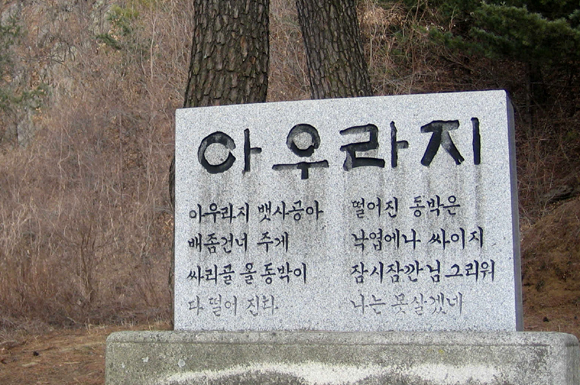 아우라지
아우라지 뱃사공아
배좀건너 주게
싸리골 올동박이
다 떨어 진다
떨어진 동박은
낙엽에나 싸이지
잠시잠깐 님그리워
나는 못살겠네